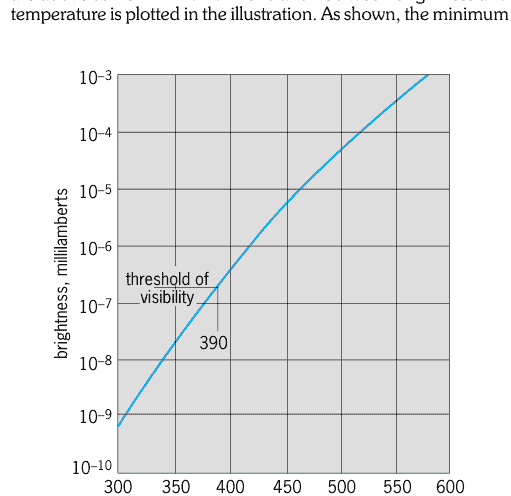 temperature is plotted in the illustration. As shown, the minimum
10–3
10–4
10–5
10–6
10–7
10–8
10–9
10–10
brightness, millilamberts
threshold of
visibility
390
300 350 400 450 500 550 600